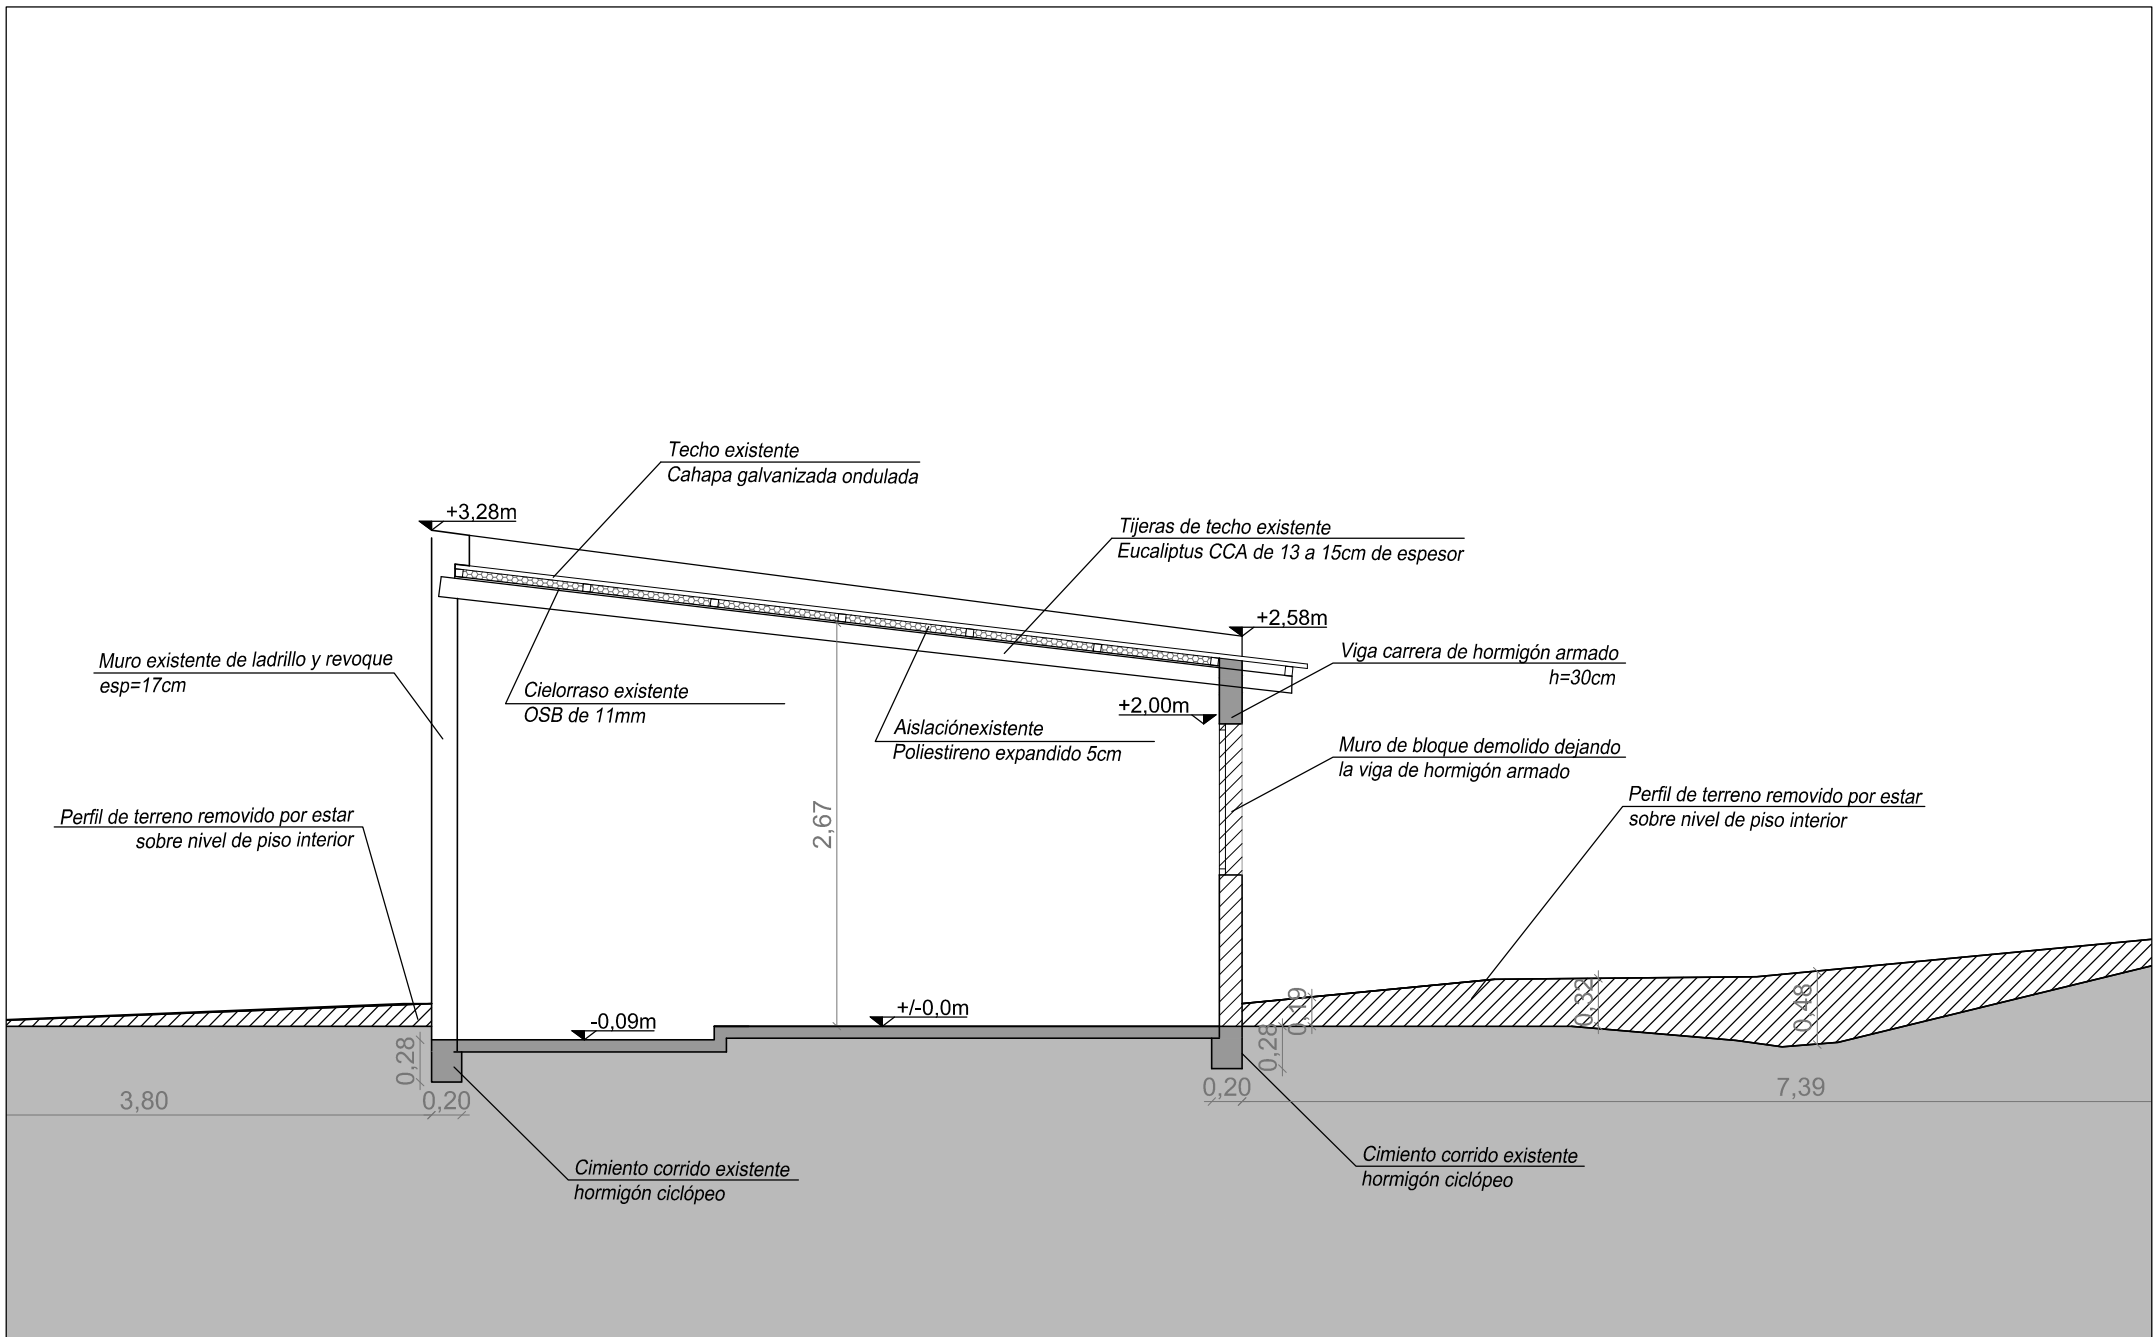 Techo existente
Cahapa galvanizada ondulada
+3,28m
Tijeras de techo existente
Eucaliptus CCA de 13 a 15cm de espesor
+2,58m
Viga carrera de hormigón armado
h=30cm
Muro existente de ladrillo y revoque
esp=17cm
Cielorraso existente
OSB de 11mm
+2,00m
Aislaciónexistente
Poliestireno expandido 5cm
Muro de bloque demolido dejando
la viga de hormigón armado
Perfil de terreno removido por estar
sobre nivel de piso interior
Perfil de terreno removido por estar
sobre nivel de piso interior
2,67
-0,09m
+/-0,0m
0,19
0,32
0,48
0,28
0,28
3,80
0,20
0,20
7,39
Cimiento corrido existente
hormigón ciclópeo
Cimiento corrido existente
hormigón ciclópeo